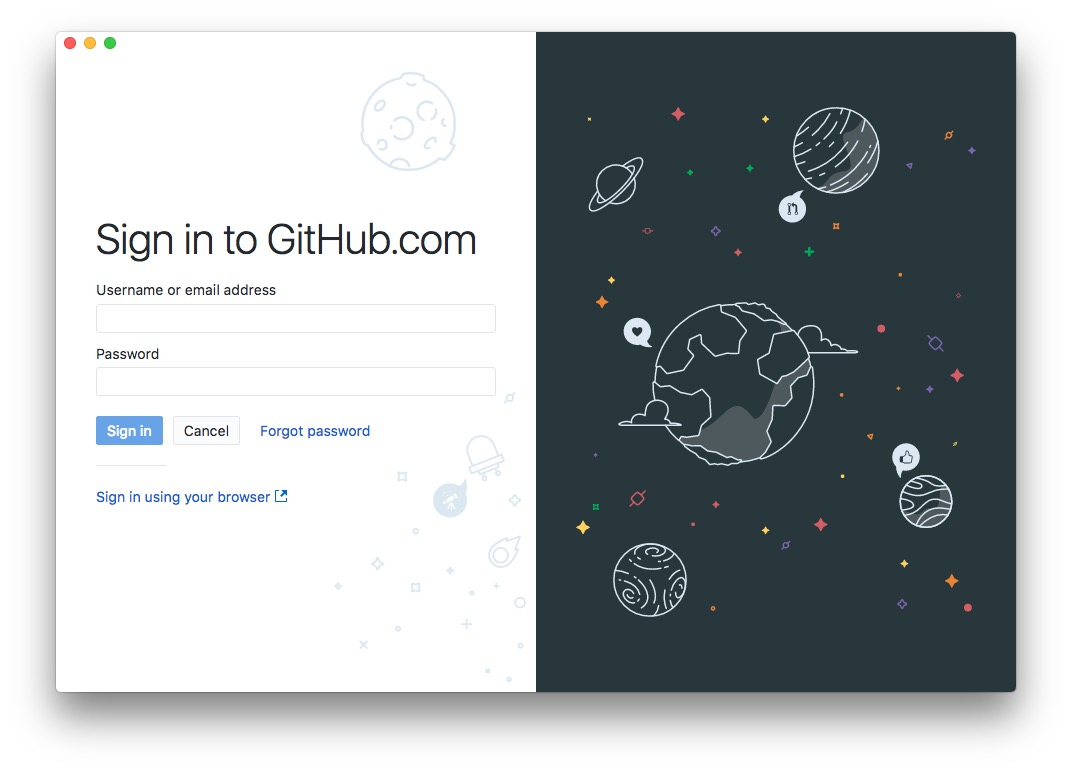 Sign in to GitHub.com
Username or email address
Password
Sign in
Cancel
Forgot password
Sign in using your browser